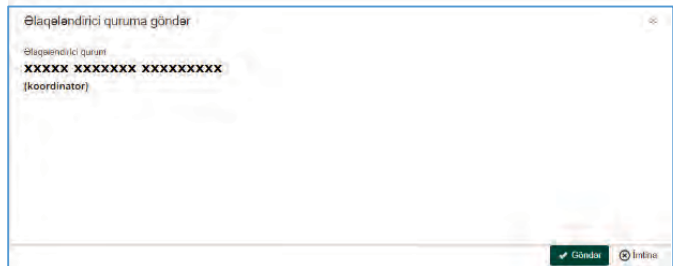 Əlaqələndirici quruma göndər
Əlaqələndirici qurum
XXXXX XXXXXXX XXXXXXXXX
(koordinator)
Göndər İmtina